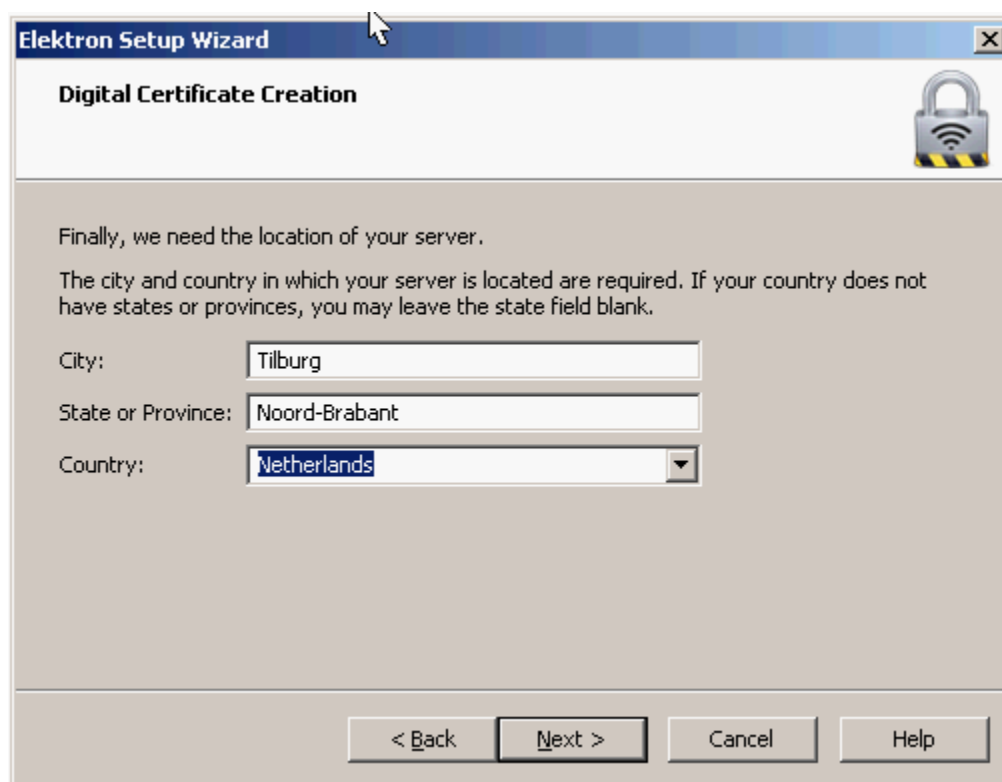 Elektron Setup Wizard
Digital Certificate Creation
Finally, we need the location of your server.
The city and country in which your server is located are required. If your country does not
have states or provinces, you may leave the state field blank.
City: Tilburg
State or Province: Noord-Brabant
Country: Netherlands
< Back Next > Cancel Help